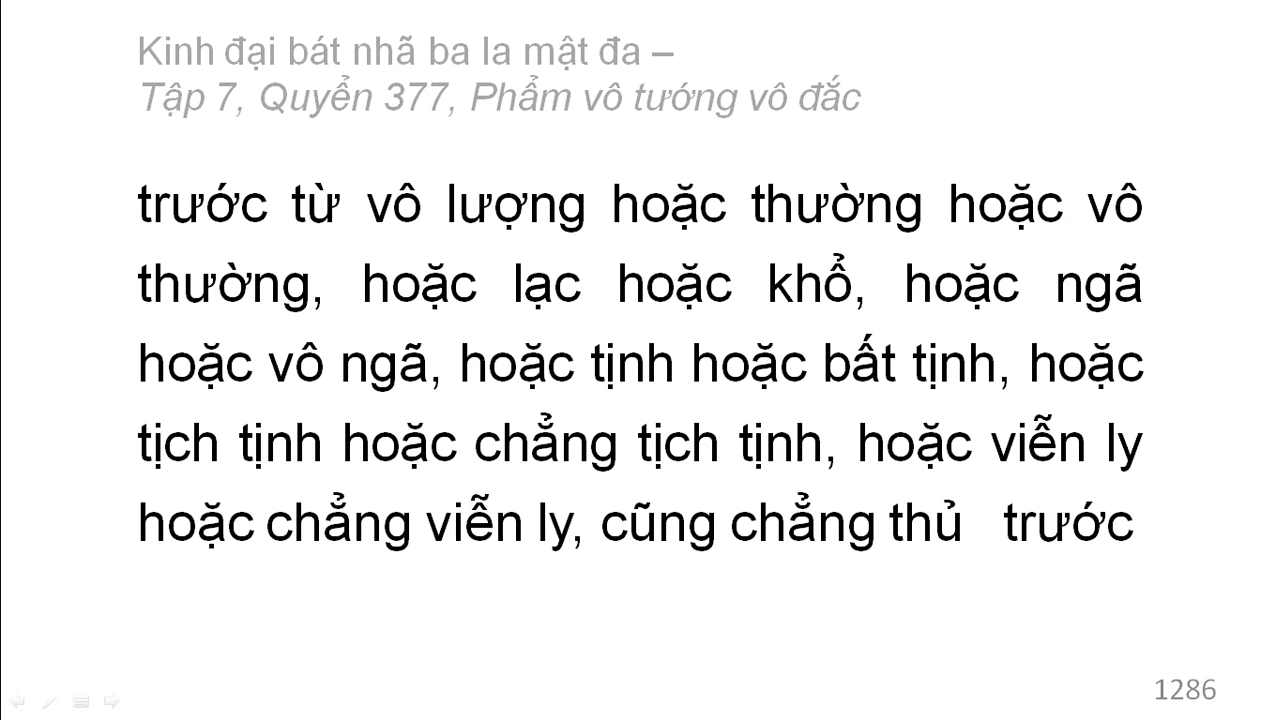 Kinh đại bát nhã ba la mật đa –
Tập 7, Quyển 377, Phẩm vô tướng vô đắc
trước từ vô lượng hoặc thường hoặc vô
thường, hoặc lạc hoặc khổ, hoặc ngã
hoặc vô ngã, hoặc tịnh hoặc bất tịnh, hoặc
tịch tịnh hoặc chẳng tịch tịnh, hoặc viễn ly
hoặc chẳng viễn ly, cũng chẳng thủ trước
1286